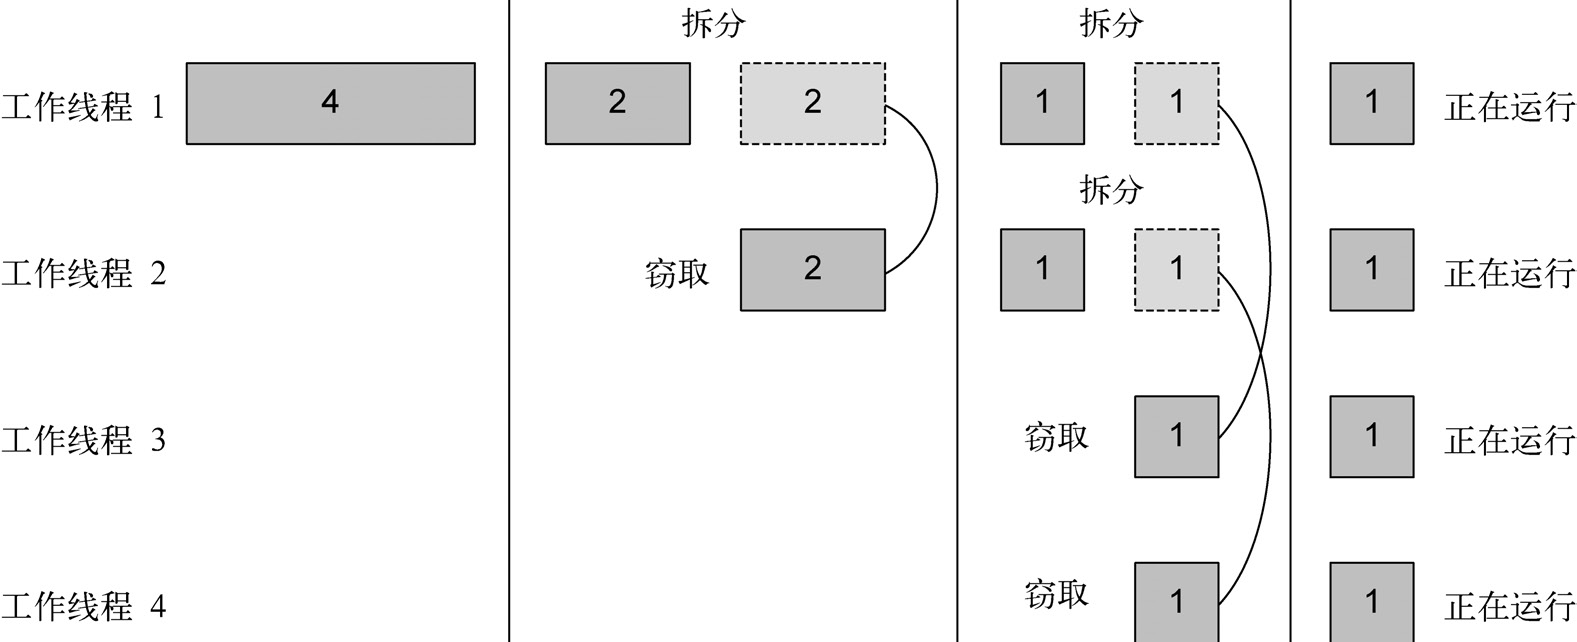 拆分 拆分
工作线程 1 4 2 2 1 1 1 正在运行
拆分
工作线程 2 窃取 2 1 1 1 正在运行
工作线程 3 窃取 1 1 正在运行
工作线程 4 窃取 1 1 正在运行